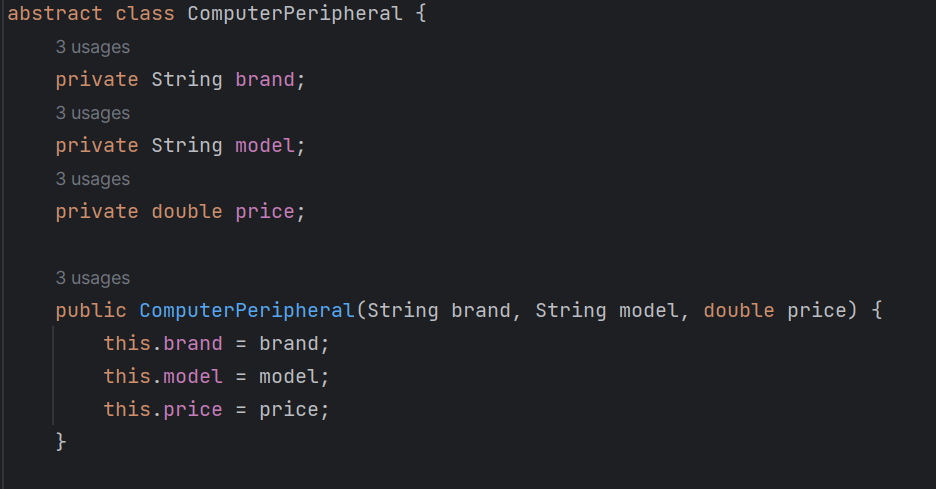 abstract class ComputerPeripheral {
3 usages
private String brand;
3 usages
private String model;
3 usages
private double price;
3 usages
public ComputerPeripheral(String brand, String model, double price) {
this.brand = brand;
this.model = model;
this.price = price;
}